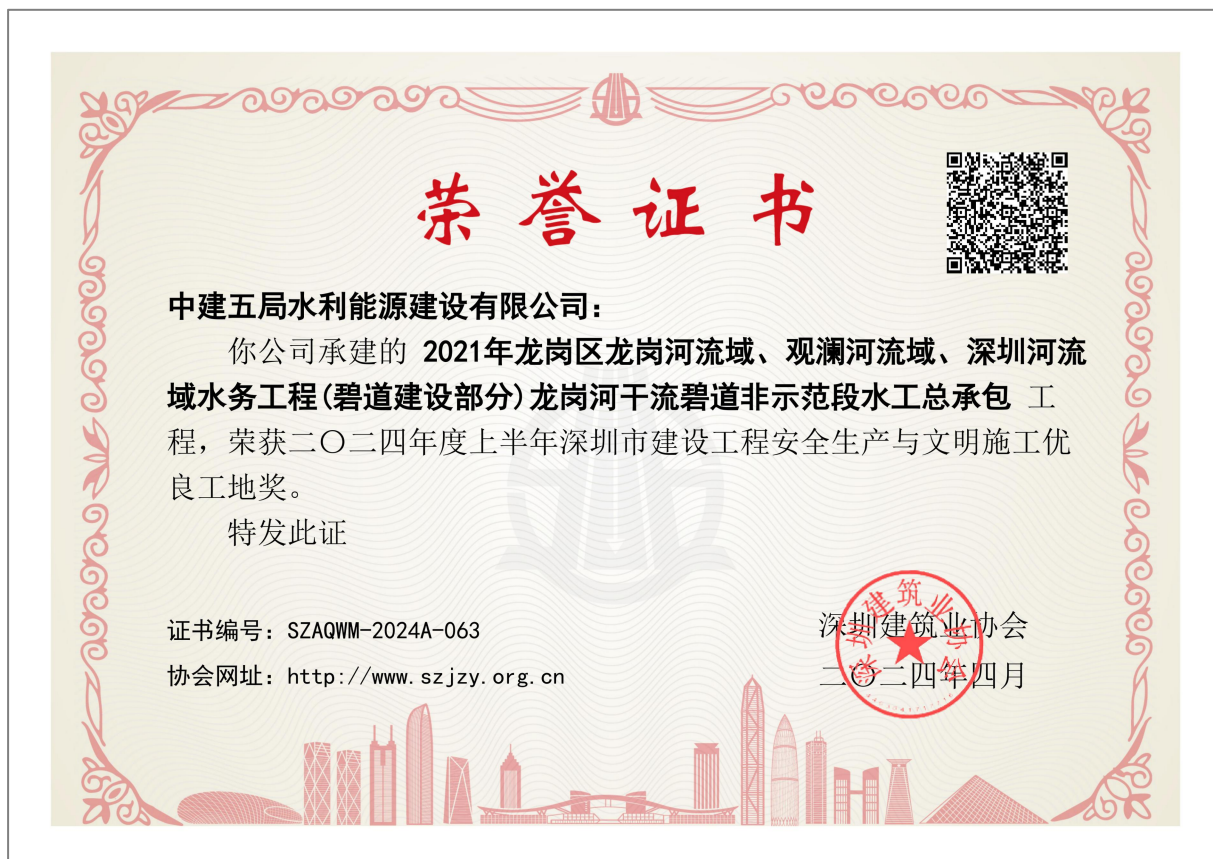 荣誉证书
中建五局水利能源建设有限公司：
你公司承建的 2021年龙岗区龙岗河流域、观澜河流域、深圳河流
域水务工程(碧道建设部分)龙岗河干流碧道非示范段水工总承包 工
程，荣获二〇二四年度上半年深圳市建设工程安全生产与文明施工优
良工地奖。
特发此证
证书编号：SZAQWM-2024A-063
协会网址：http://www.szjzy.org.cn
深圳建筑业协会
二〇二四年四月
深圳建筑业协会